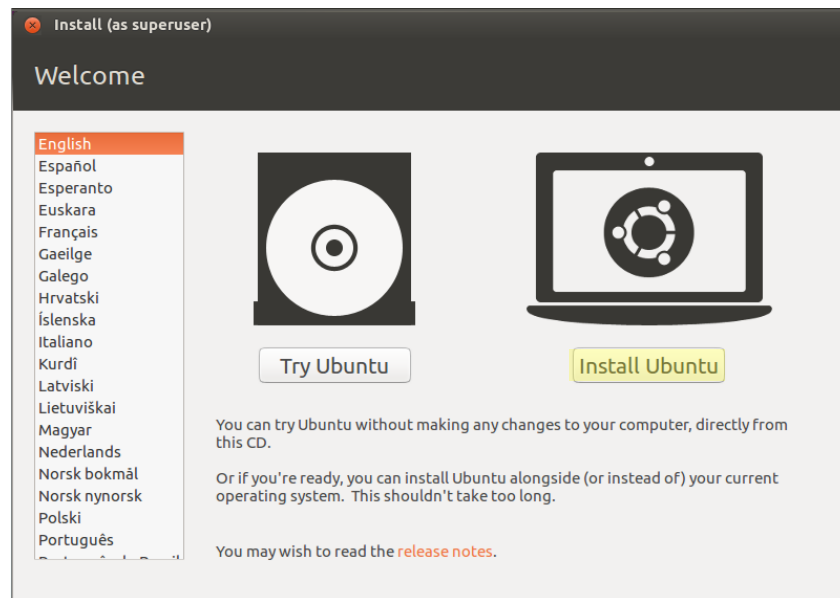 Install (as superuser)
Welcome
English
Español
Esperanto
Euskara
Français
Gaeilge
Galego
Hrvatski
Íslenska
Italiano
Kurdî
Latviski
Lietuviškai
Magyar
Nederlands
Norsk bokmål
Norsk nynorsk
Polski
Português
Try Ubuntu
Install Ubuntu
You can try Ubuntu without making any changes to your computer, directly from
this CD.
Or if you're ready, you can install Ubuntu alongside (or instead of) your current
operating system. This shouldn't take too long.
You may wish to read the release notes.